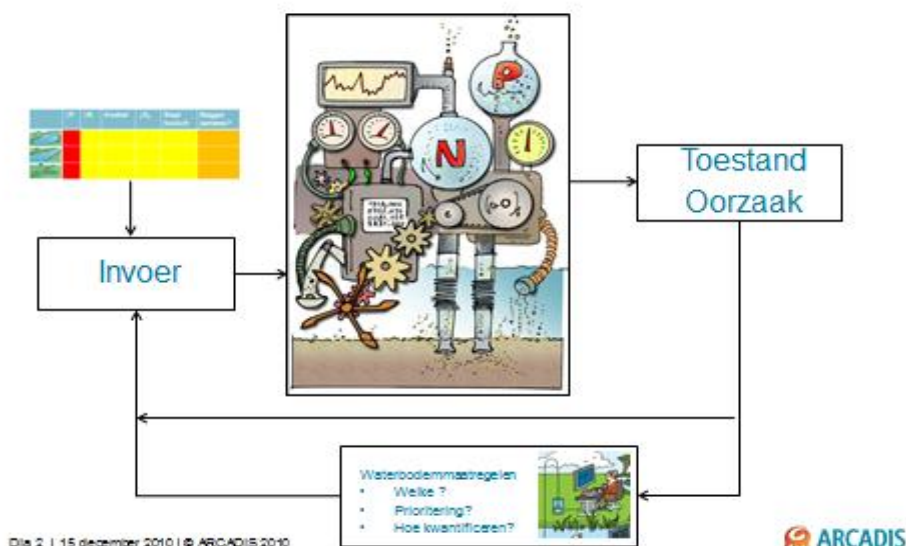 P
N
Toestand
Oorzaak
Invoer
Waterbodemmaatregelen
• Welke ?
• Prioritering?
• Hoe kwantificeren?
Dia 2 | 15 december 2010 | © ARCADIS 2010
ARCADIS